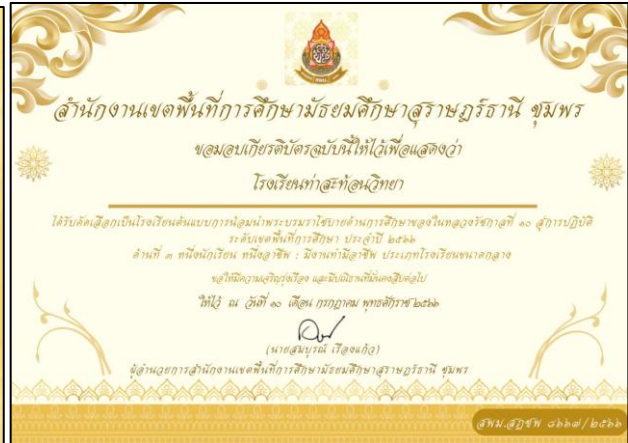 สำนักงานเขตพื้นที่การศึกษามัธยมศึกษาสุราษฎร์ธานี ชุมพร
ขอมอบเกียรติบัตรฉบับนี้ให้ไว้เพื่อแสดงว่า
โรงเรียนท่าสะท้อนวิทยา
ได้รับคัดเลือกเป็นโรงเรียนต้นแบบการน้อมนำพระบรมราโชบายด้านการศึกษาของในหลวงรัชกาลที่ ๑๐ สู่การปฏิบัติ
ระดับเขตพื้นที่การศึกษา ประจำปี ๒๕๖๖
ด้านที่ ๓ หนึ่งนักเรียน หนึ่งอาชีพ : มีงานทำมีอาชีพ ประเภทโรงเรียนขนาดกลาง
ขอให้มีความเจริญรุ่งเรือง และมีปณิธานที่มั่นคงสืบต่อไป
ให้ไว้ ณ วันที่ ๑๐ เดือน กรกฎาคม พุทธศักราช ๒๕๖๖
(นายสมบูรณ์ เรืองแก้ว)
ผู้อำนวยการสำนักงานเขตพื้นที่การศึกษามัธยมศึกษาสุราษฎร์ธานี ชุมพร
สพม.สฎชพ ๘๖๖๗/๒๕๖๖